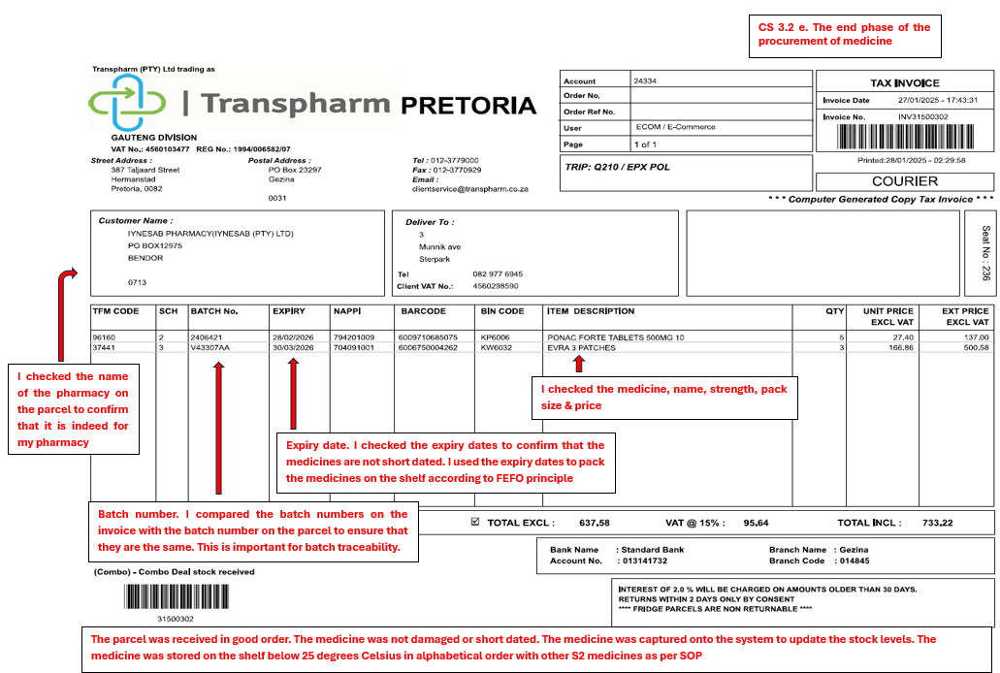 CS 3.2 e. The end phase of the
procurement of medicine
Transpharm (PTY) Ltd trading as
| Transpharm PRETORIA
GAUTENG DIVISION
VAT No.: 4560103477 REG No.: 1994/006582/07
Street Address :
387 Taljaard Street
Hermanstad
Pretoria, 0082
Postal Address :
PO Box 23297
Gezina
0031
Tel : 012-3779000
Fax : 012-3770929
Email :
clientservice@transpharm.co.za
Account 24334
Order No.
Order Ref No.
User ECOM / E-Commerce
Page 1 of 1
TRIP: Q210 / EPX POL
TAX INVOICE
Invoice Date 27/01/2025 - 17:43:31
Invoice No. INV31500302
Printed:28/01/2025 - 02:29:58
COURIER
* * * Computer Generated Copy Tax Invoice * * *
Customer Name :
IYNESAB PHARMACY(IYNESAB (PTY) LTD)
PO BOX12975
BENDOR
0713
Deliver To :
3
Munnik ave
Sterpark
Tel 082 977 6945
Client VAT No.: 4560298590
Seat No : 236
TFM CODE SCH BATCH No. EXPIRY NAPPI BARCODE BIN CODE ITEM DESCRIPTION QTY UNIT PRICE EXCL VAT EXT PRICE EXCL VAT
96160 2 2406421 28/02/2026 794201009 6009710685075 KP6006 PONAC FORTE TABLETS 500MG 10 5 27,40 137,00
37441 3 V43307AA 30/03/2026 704091001 6006750004262 KW6032 EVRA 3 PATCHES 3 166,86 500,58
I checked the name
of the pharmacy on
the parcel to confirm
that it is indeed for
my pharmacy
I checked the medicine, name, strength, pack
size & price
Expiry date. I checked the expiry dates to confirm that the
medicines are not short dated. I used the expiry dates to pack
the medicines on the shelf according to FEFO principle
Batch number. I compared the batch numbers on the
invoice with the batch number on the parcel to ensure that
they are the same. This is important for batch traceability.
TOTAL EXCL : 637,58 VAT @ 15% : 95,64 TOTAL INCL : 733,22
Bank Name : Standard Bank Branch Name : Gezina
Account No. : 013141732 Branch Code : 014845
(Combo) - Combo Deal stock received
31500302
INTEREST OF 2,0 % WILL BE CHARGED ON AMOUNTS OLDER THAN 30 DAYS.
RETURNS WITHIN 2 DAYS ONLY BY CONSENT
**** FRIDGE PARCELS ARE NON RETURNABLE ****
The parcel was received in good order. The medicine was not damaged or short dated. The medicine was captured onto the system to update the stock levels. The
medicine was stored on the shelf below 25 degrees Celsius in alphabetical order with other S2 medicines as per SOP